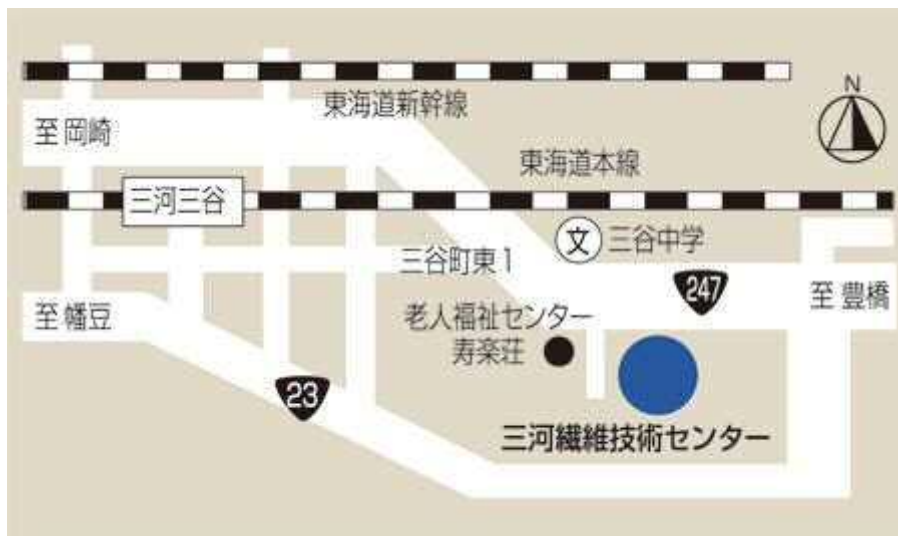 N
東海道新幹線
至岡崎
東海道本線
三河三谷
文
三谷中学
三谷町東1
247
至豊橋
至幡豆
老人福祉センター
寿楽荘
23
三河繊維技術センター